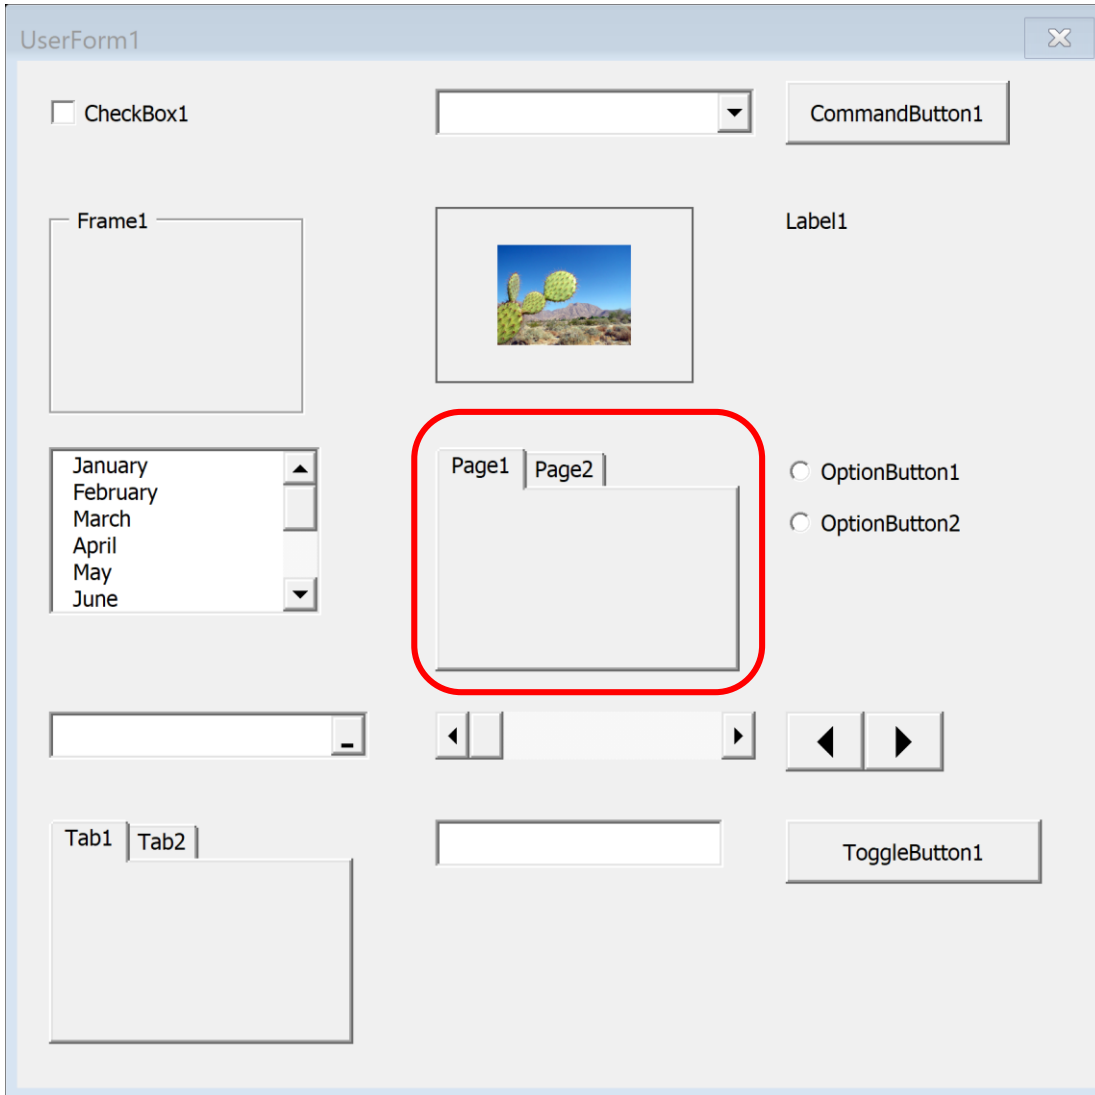 UserForm1
CheckBox1
CommandButton1
Frame1
Label1
January
February
March
April
May
June
Page1 Page2
OptionButton1
OptionButton2
Tab1 Tab2
ToggleButton1